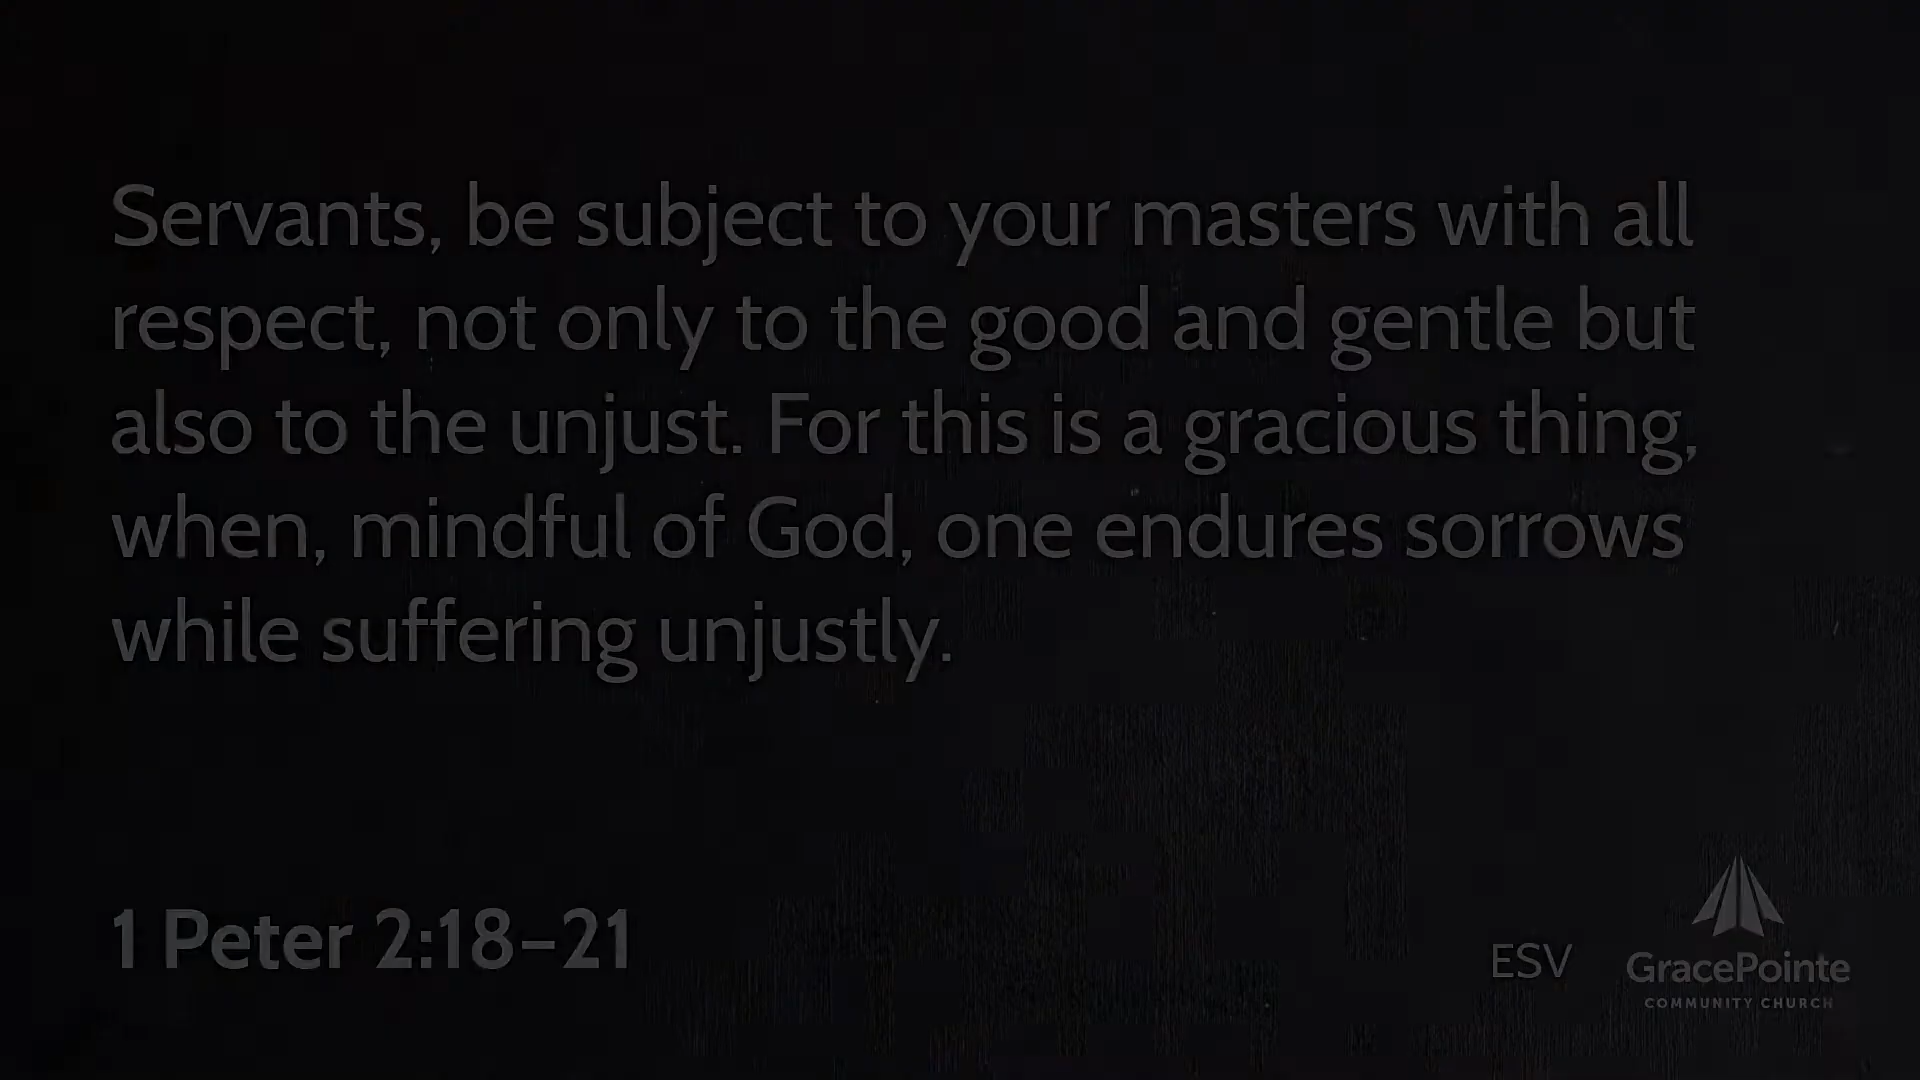 Servants, be subject to your masters with all
respect, not only to the good and gentle but
also to the unjust. For this is a gracious thing,
when, mindful of God, one endures sorrows
while suffering unjustly.
1 Peter 2:18–21
ESV
GracePointe
COMMUNITY CHURCH